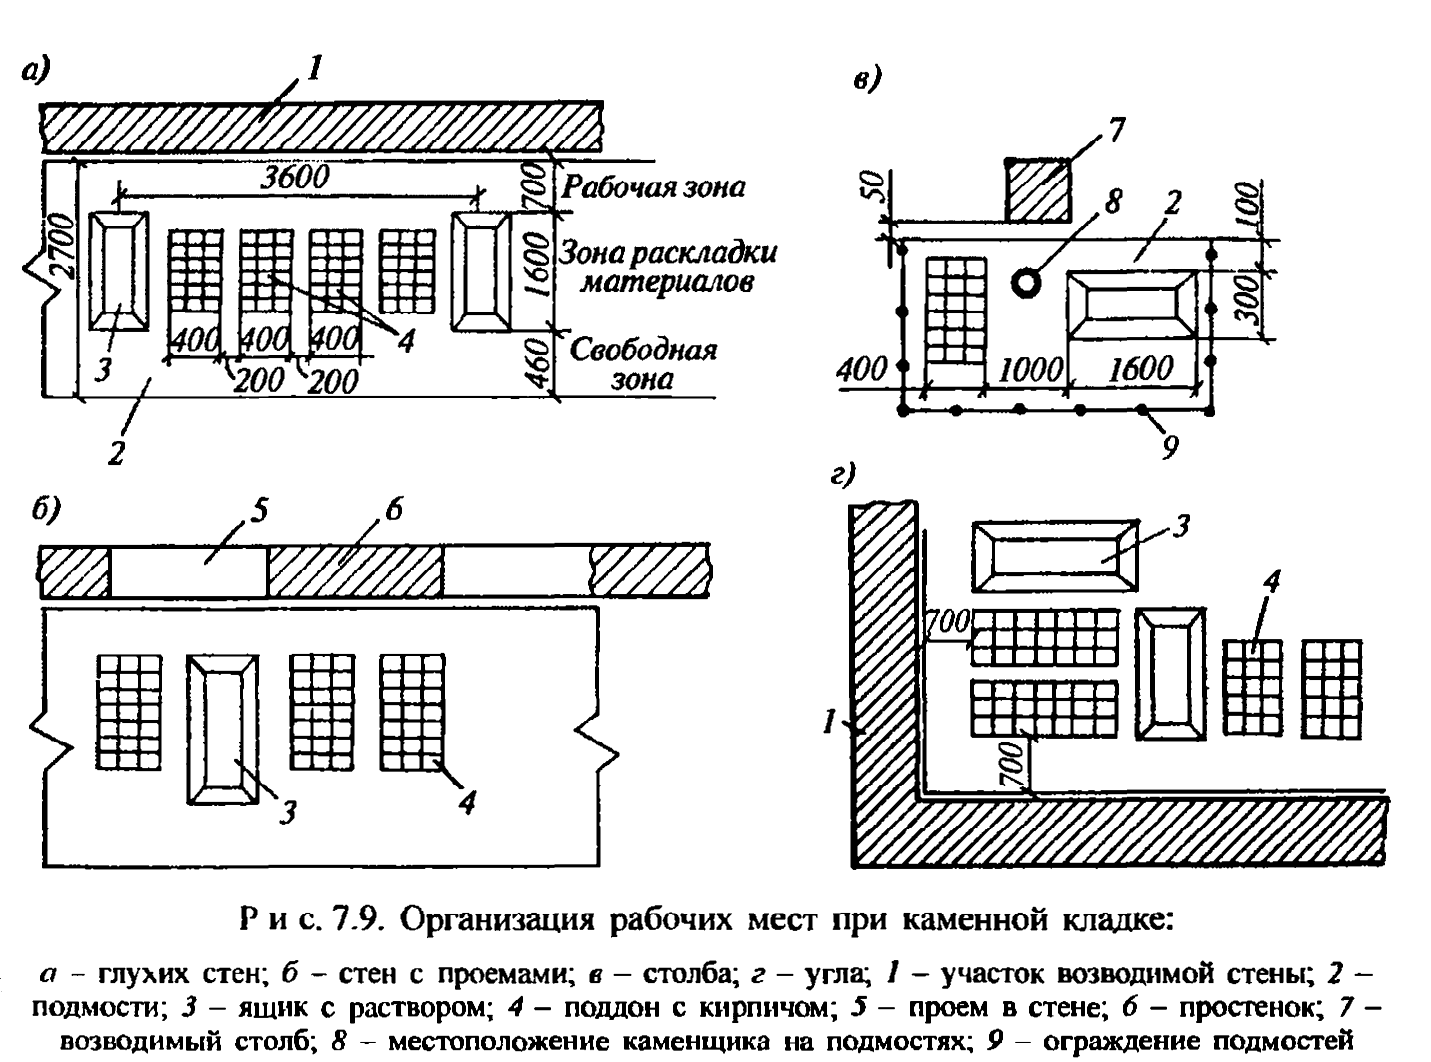 а)
1
3600
700
Рабочая зона
2700
1600
Зона раскладки
материалов
400
400
400
4
3
200
200
460
Свободная
зона
2
в)
7
50
8
2
100
300
400
1000
1600
9
б)
5
6
3
4
г)
3
4
700
1
700
Р и с. 7.9. Организация рабочих мест при каменной кладке:
а – глухих стен; б – стен с проемами; в – столба; г – угла; 1 – участок возводимой стены; 2 –
подмости; 3 – ящик с раствором; 4 – поддон с кирпичом; 5 – проем в стене; 6 – простенок; 7 –
возводимый столб; 8 – местоположение каменщика на подмостях; 9 – ограждение подмостей